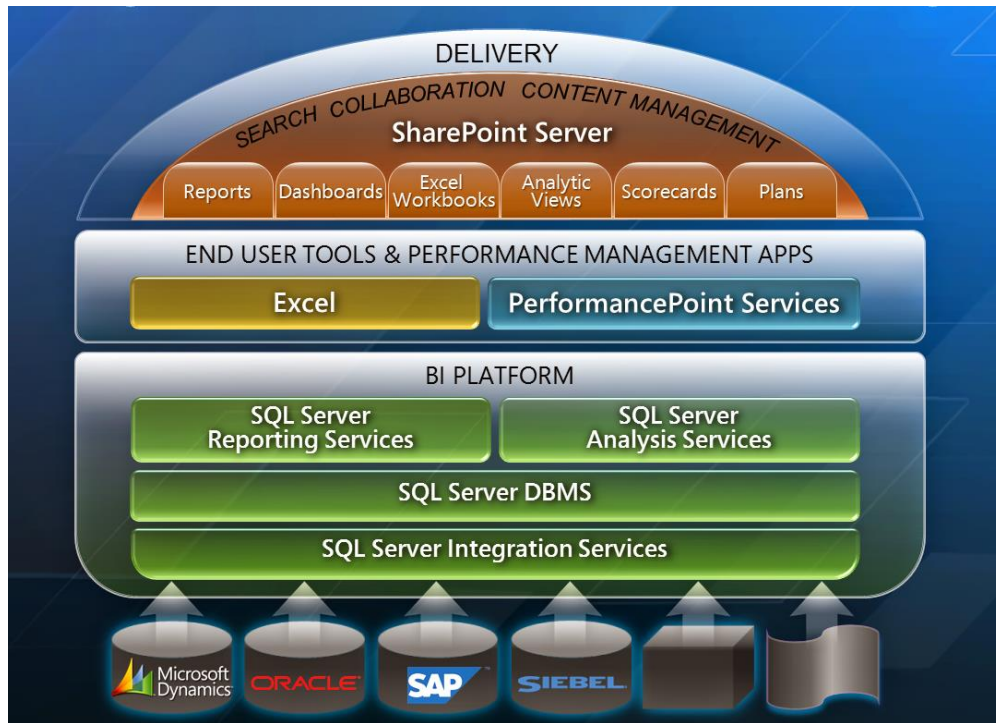 DELIVERY
SEARCH COLLABORATION CONTENT MANAGEMENT
SharePoint Server
Reports
Dashboards
Excel
Workbooks
Analytic
Views
Scorecards
Plans
END USER TOOLS & PERFORMANCE MANAGEMENT APPS
Excel
PerformancePoint Services
BI PLATFORM
SQL Server
Reporting Services
SQL Server
Analysis Services
SQL Server DBMS
SQL Server Integration Services
Microsoft
Dynamics
ORACLE
SAP
SIEBEL